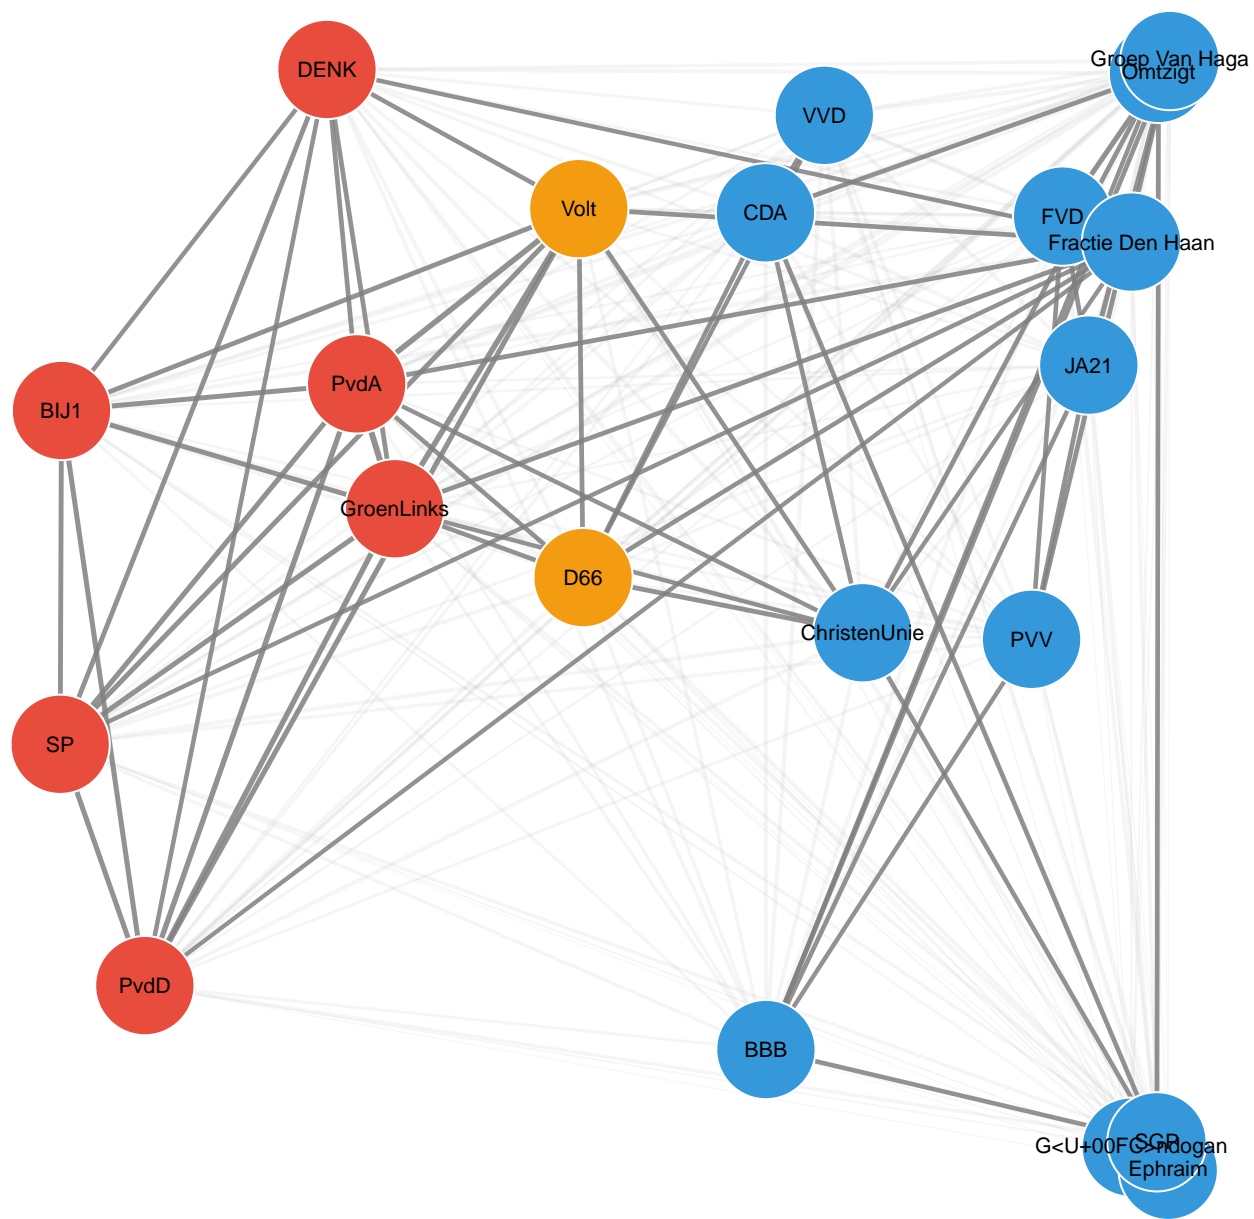 Groep Van Haga
DENK
Omtzigt
VVD
Volt
CDA
FVD
Fractie Den Haan
JA21
PvdA
BIJ1
GroenLinks
D66
ChristenUnie
PVV
SP
PvdD
BBB
SGP
G<U+00FC>ndogan
Ephraim